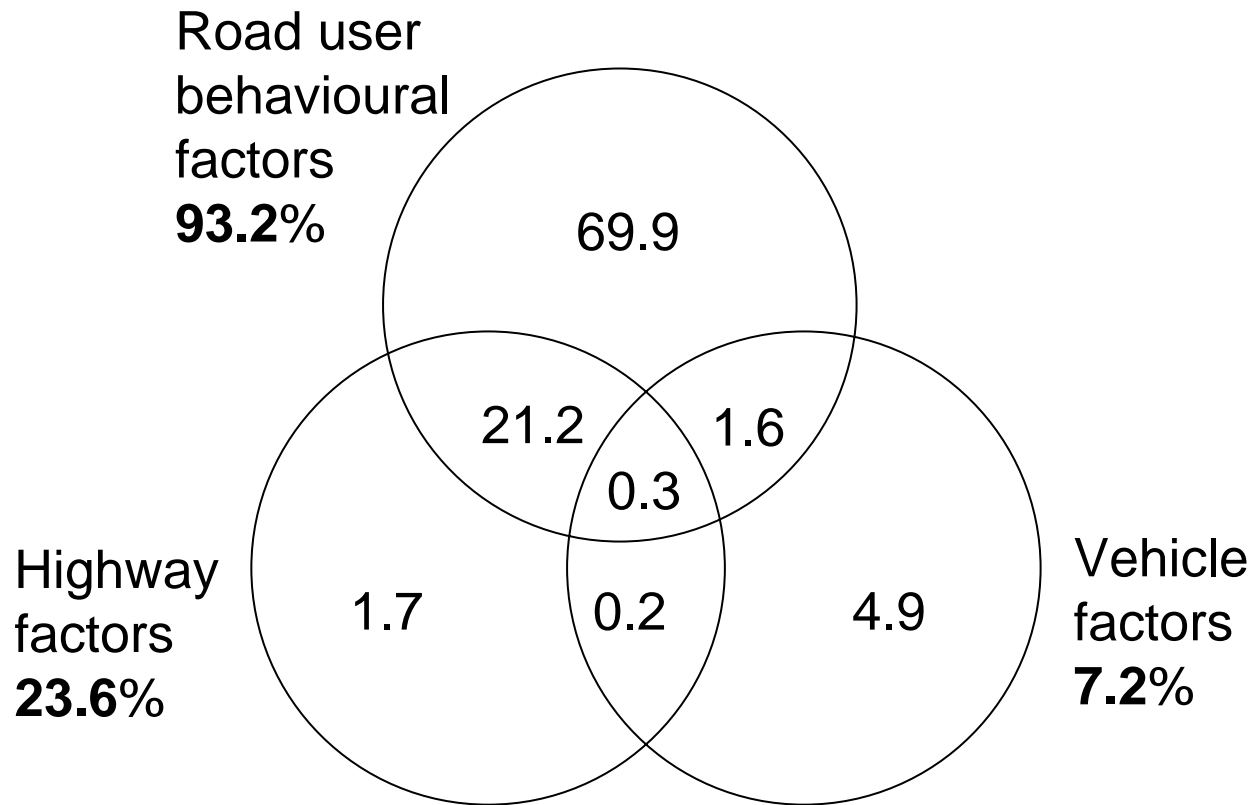 Road user
behavioural
factors
93.2%
69.9
21.2
1.6
0.3
Highway
factors
23.6%
1.7
0.2
4.9
Vehicle
factors
7.2%